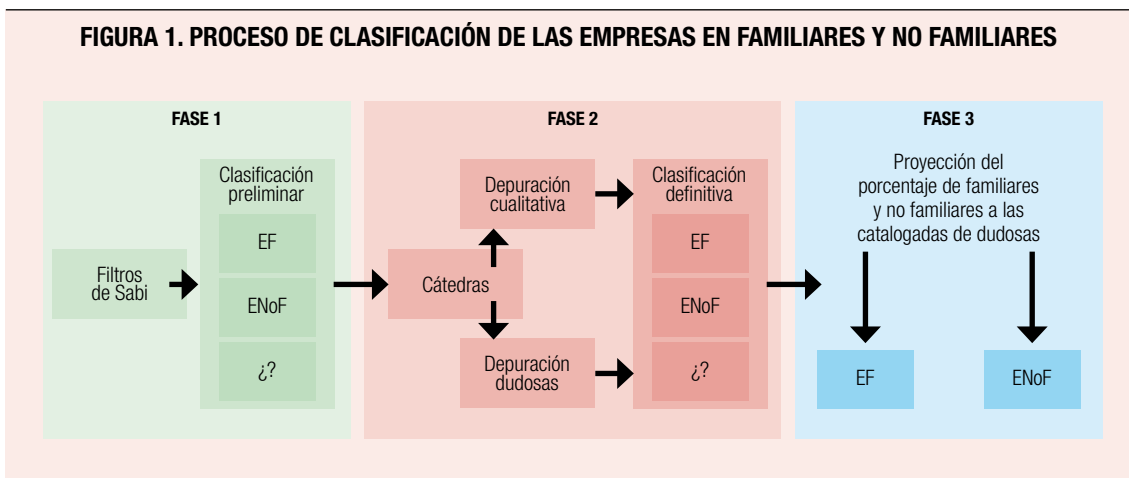 FIGURA 1. PROCESO DE CLASIFICACIÓN DE LAS EMPRESAS EN FAMILIARES Y NO FAMILIARES
FASE 1
Filtros
de Sabi
Clasificación
preliminar
EF
ENoF
¿?
FASE 2
Cátedras
Depuración
cualitativa
Depuración
dudosas
Clasificación
definitiva
EF
ENoF
¿?
FASE 3
Proyección del
porcentaje de familiares
y no familiares a las
catalogadas de dudosas
EF
ENoF